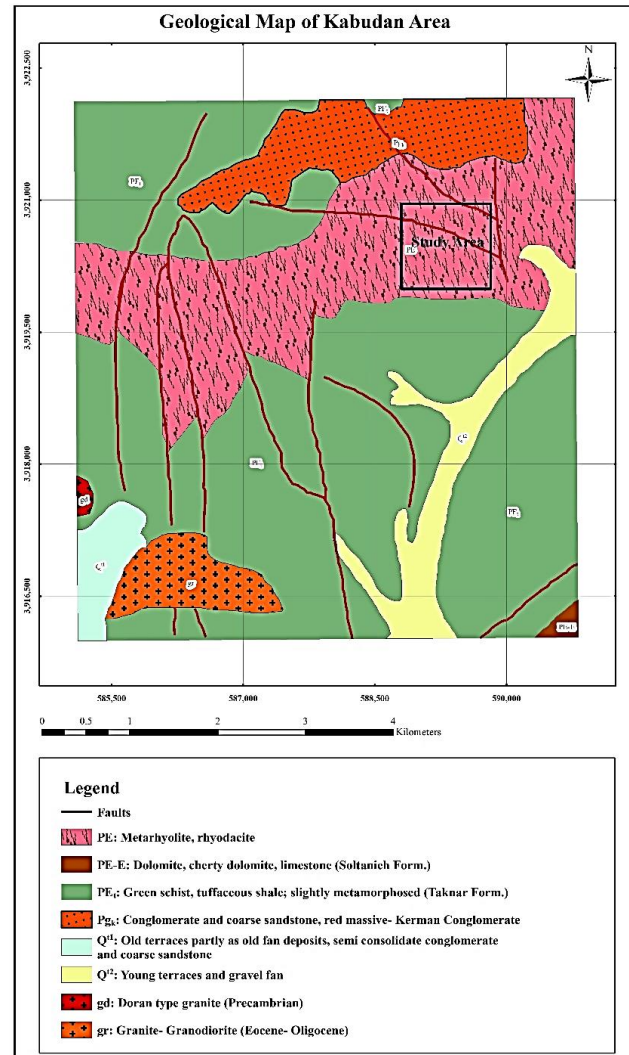 Geological Map of Kabudan Area
N
3,922,500
3,921,000
3,919,500
3,918,000
3,916,500
PEt
Study Area
PE
Qt2
PEt
gd
Qt1
gr
585,500
587,000
588,500
590,000
0 0.5 1 2 3 4
Kilometers
Legend
Faults
PE: Metarhyolite, rhyodacite
PE-E: Dolomite, cherty dolomite, limestone (Soltanieh Form.)
PEt: Green schist, tuffaceous shale; slightly metamorphosed (Taknar Form.)
Pgk: Conglomerate and coarse sandstone, red massive- Kerman Conglomerate
Qt1: Old terraces partly as old fan deposits, semi consolidate conglomerate
and coarse sandstone
Qt2: Young terraces and gravel fan
gd: Doran type granite (Precambrian)
gr: Granite- Granodiorite (Eocene- Oligocene)